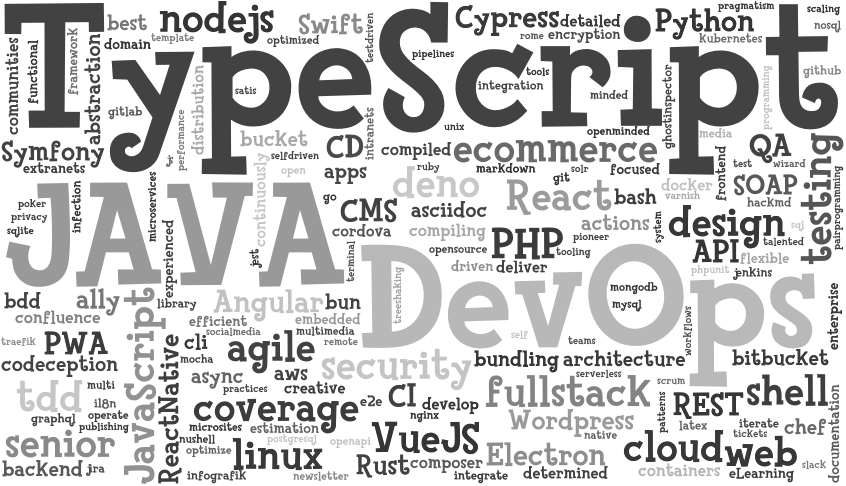 TypeScript
best
nodejs
Swift
testdriven
Cypress
detailed
Python
pragmatism
scaling
nosql
domain
template
optimized
rome
encryption
Kubernetes
communities
functional
framework
abstraction
pipelines
tools
integration
minded
ghostinspector
programming
github
gitlab
satis
performance
distribution
unix
openminded
media
bucket
CD
intranets
compiled
ecommerce
QA
test
wizard
testing
pairprogramming
Symfony
extranets
selfdriven
open
apps
ruby
markdown
solr
focused
frontend
git
docker
varnish
SOAP
hackmd
JAVA
poker
privacy
sqlite
infection
microservices
continuously
go
deno
React
bash
CMS
asciidoc
cordova
compiling
actions
system
design
sql
talented
experienced
jest
terminal
opensource
PHP
pioneer
tooling
API
flexible
driven
deliver
phpunit
jenkins
DevOps
mongodb
mysql
treeshaking
bdd
ally
library
Angular
bun
confluence
efficient
embedded
socialmedia
multimedia
enterprise
traefik
PWA
JavaScript
ReactNative
cli
agile
remote
self
teams
workflows
codeception
mocha
bundling
architecture
bitbucket
async
aws
security
serverless
tdd
multi
practices
creative
fullstack
scrum
shell
i18n
e2e
CI
develop
REST
patterns
graphql
operate
publishing
coverage
nginx
Wordpress
latex
iterate
chef
documentation
microsites
estimation
native
tickets
senior
nushell
optimize
postgresql
openapi
VueJS
Electron
cloud
web
backend
jra
linux
Rust
composer
containers
slack
infografik
newsletter
integrate
determined
eLearning